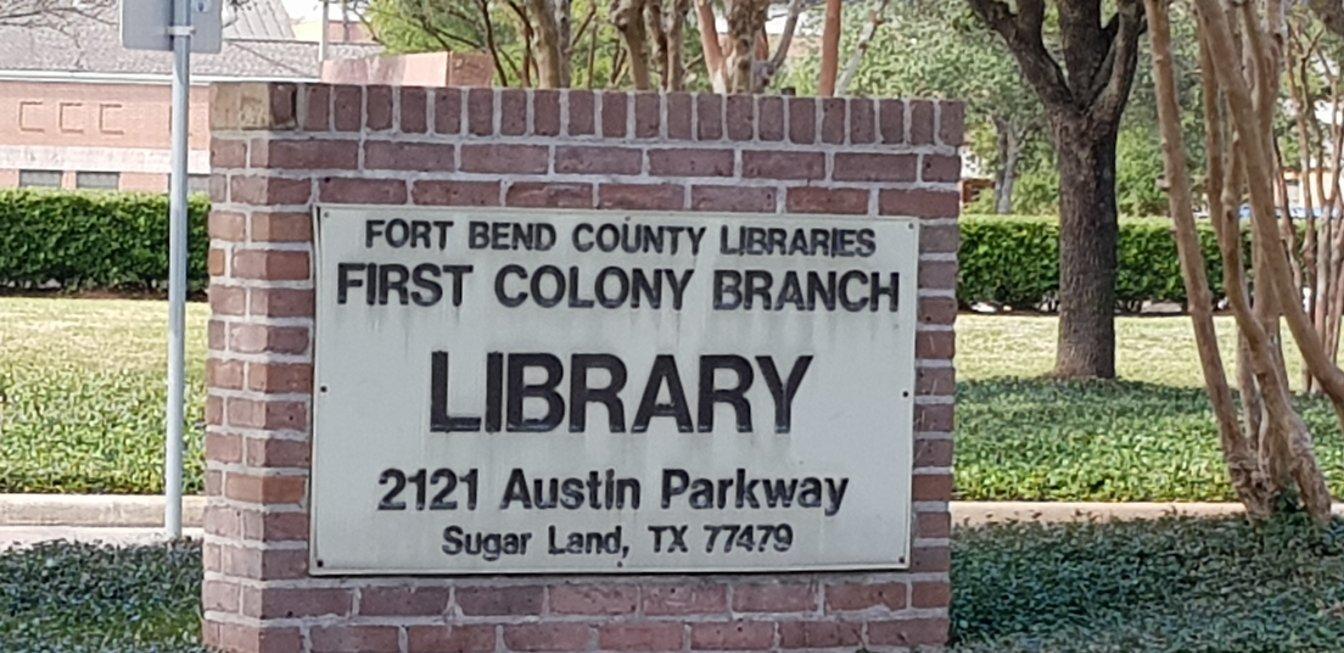 FORT BEND COUNTY LIBRARIES
FIRST COLONY BRANCH
LIBRARY
2121 Austin Parkway
Sugar Land, TX 77479